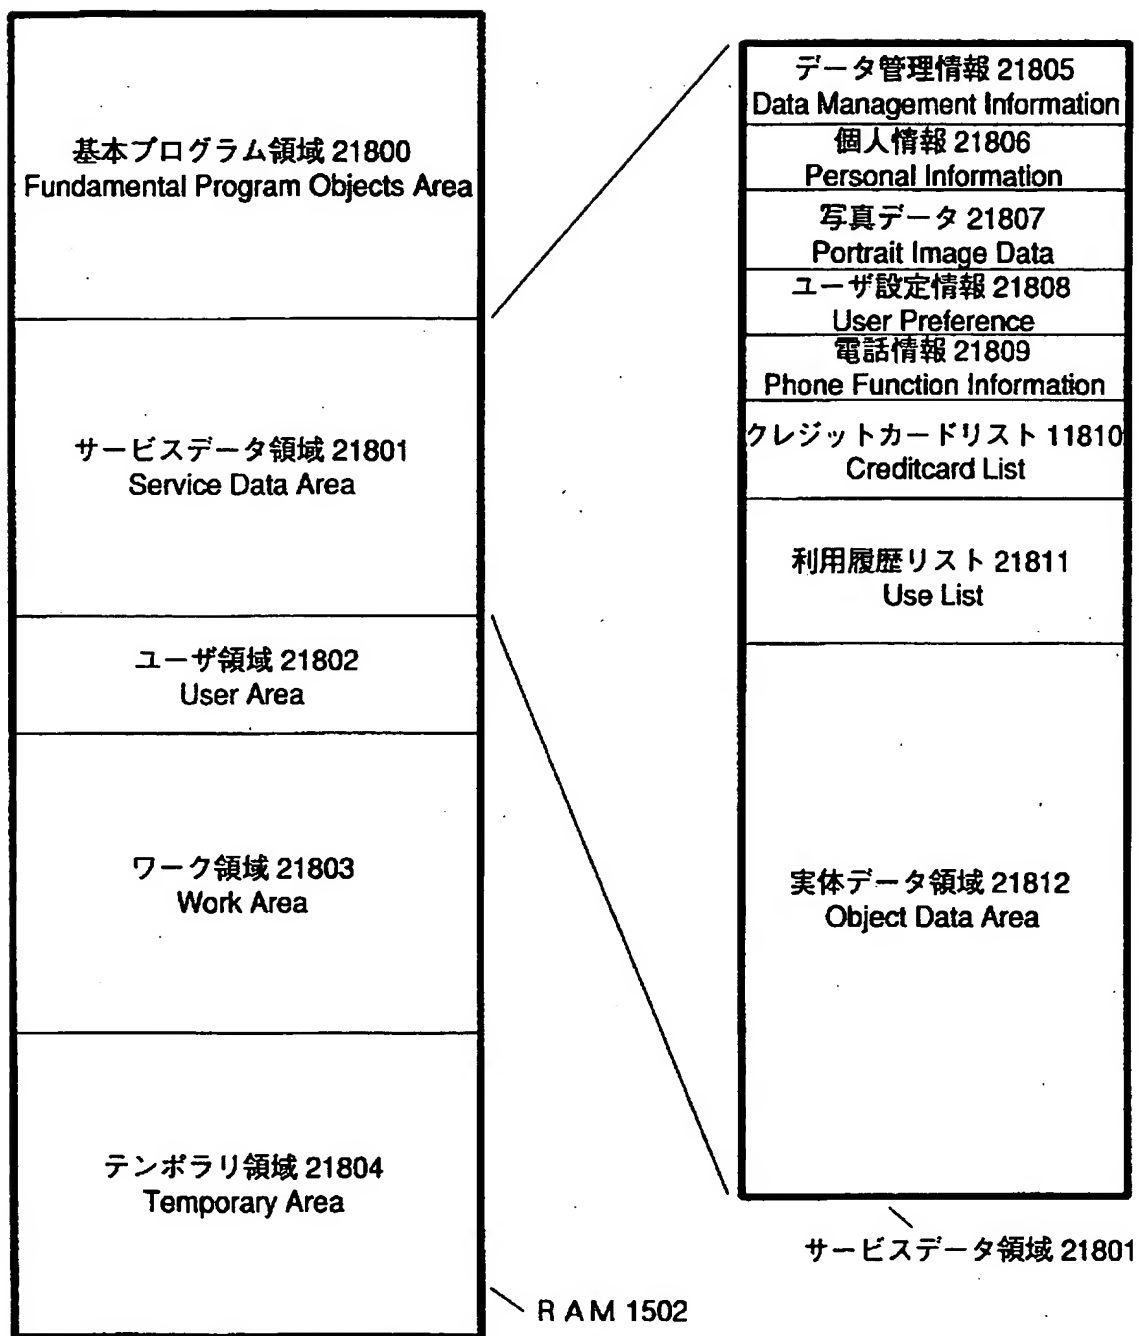 基本プログラム領域 21800
Fundamental Program Objects Area
サービスデータ領域 21801
Service Data Area
ユーザ領域 21802
User Area
ワーク領域 21803
Work Area
テンポラリ領域 21804
Temporary Area
RAM 1502
データ管理情報 21805
Data Management Information
個人情報 21806
Personal Information
写真データ 21807
Portrait Image Data
ユーザ設定情報 21808
User Preference
電話情報 21809
Phone Function Information
クレジットカードリスト 11810
Creditcard List
利用履歴リスト 21811
Use List
実体データ領域 21812
Object Data Area
サービスデータ領域 21801